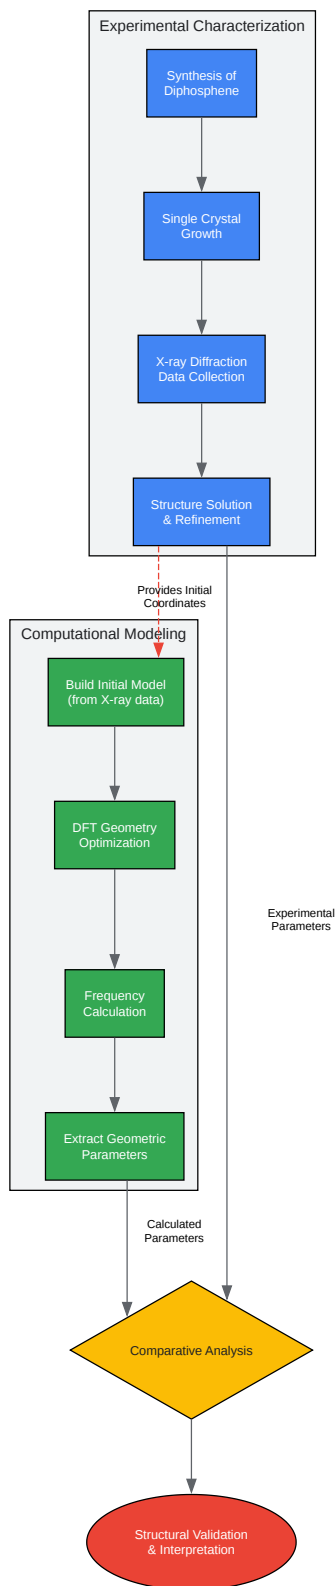 Experimental Characterization
Synthesis of
Diphosphene
Single Crystal
Growth
X-ray Diffraction
Data Collection
Structure Solution
& Refinement
Provides Initial
Coordinates
Computational Modeling
Build Initial Model
(from X-ray data)
DFT Geometry
Optimization
Experimental
Parameters
Frequency
Calculation
Extract Geometric
Parameters
Calculated
Parameters
Comparative Analysis
Structural Validation
& Interpretation